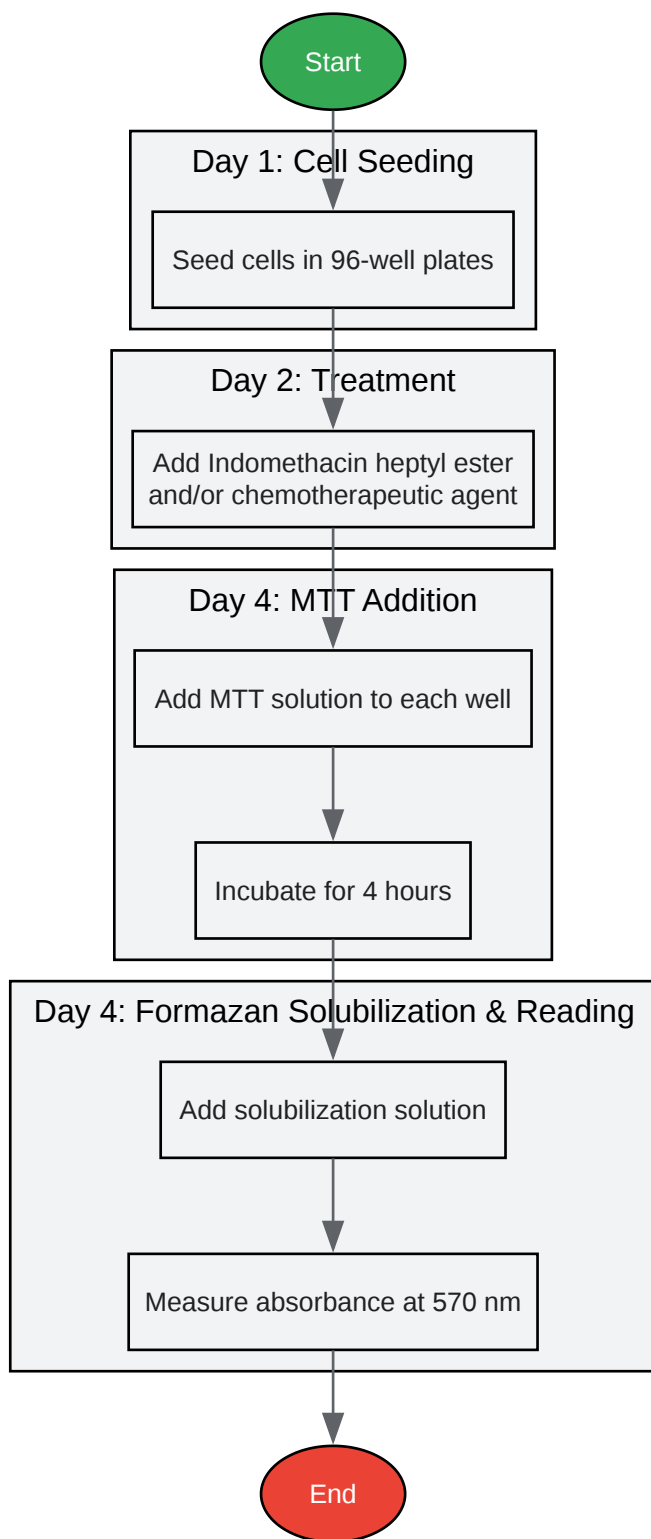 Start
Day 1: Cell Seeding
Seed cells in 96-well plates
Day 2: Treatment
Add Indomethacin heptyl ester
and/or chemotherapeutic agent
Day 4: MTT Addition
Add MTT solution to each well
Incubate for 4 hours
Day 4: Formazan Solubilization & Reading
Add solubilization solution
Measure absorbance at 570 nm
End